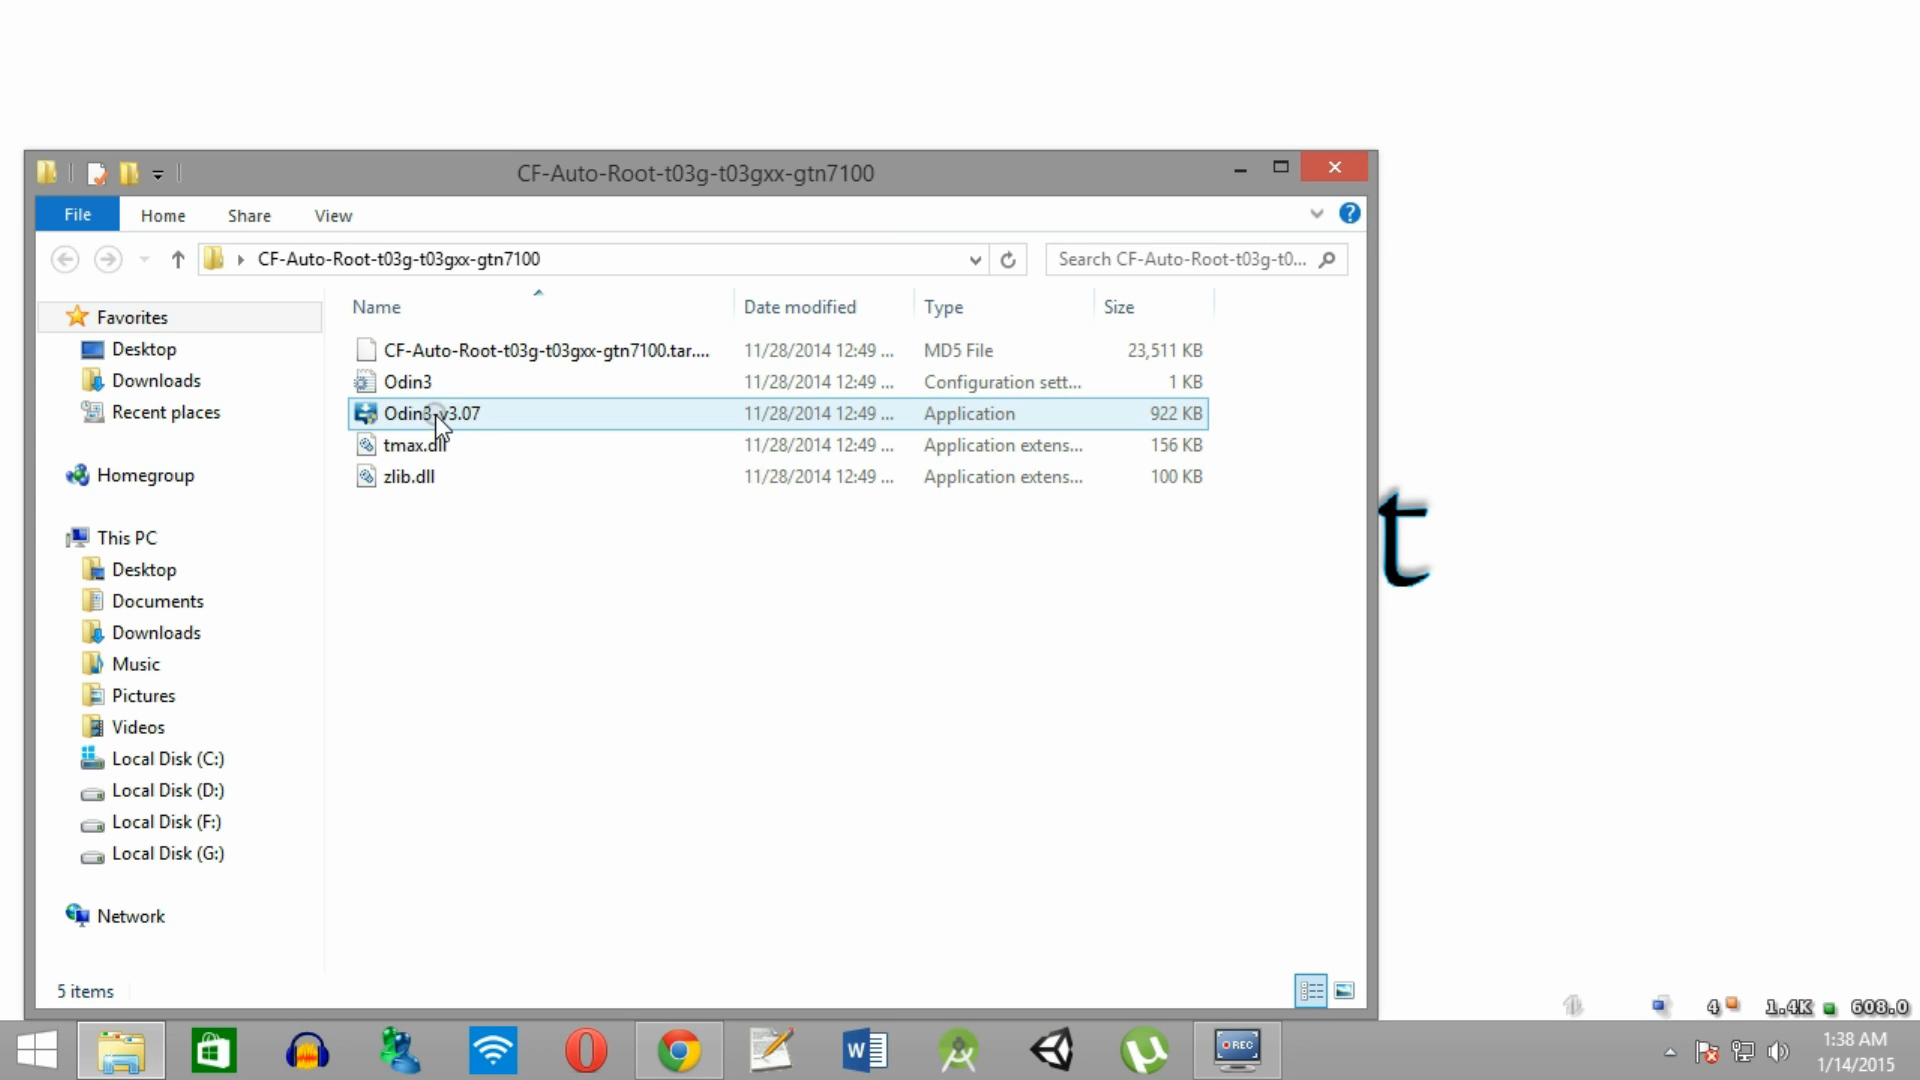 CF-Auto-Root-t03g-t03gxx-gtn7100
File Home Share View
CF-Auto-Root-t03g-t03gxx-gtn7100 Search CF-Auto-Root-t03g-t0...
Name Date modified Type Size
CF-Auto-Root-t03g-t03gxx-gtn7100.tar.... 11/28/2014 12:49 ... MD5 File 23,511 KB
Odin3 11/28/2014 12:49 ... Configuration sett... 1 KB
Odin3_v3.07 11/28/2014 12:49 ... Application 922 KB
tmax.dll 11/28/2014 12:49 ... Application extens... 156 KB
zlib.dll 11/28/2014 12:49 ... Application extens... 100 KB
Favorites
Desktop
Downloads
Recent places
Homegroup
This PC
Desktop
Documents
Downloads
Music
Pictures
Videos
Local Disk (C:)
Local Disk (D:)
Local Disk (F:)
Local Disk (G:)
Network
t
5 items
4 1.4K 608.0
W REC
1:38 AM
1/14/2015